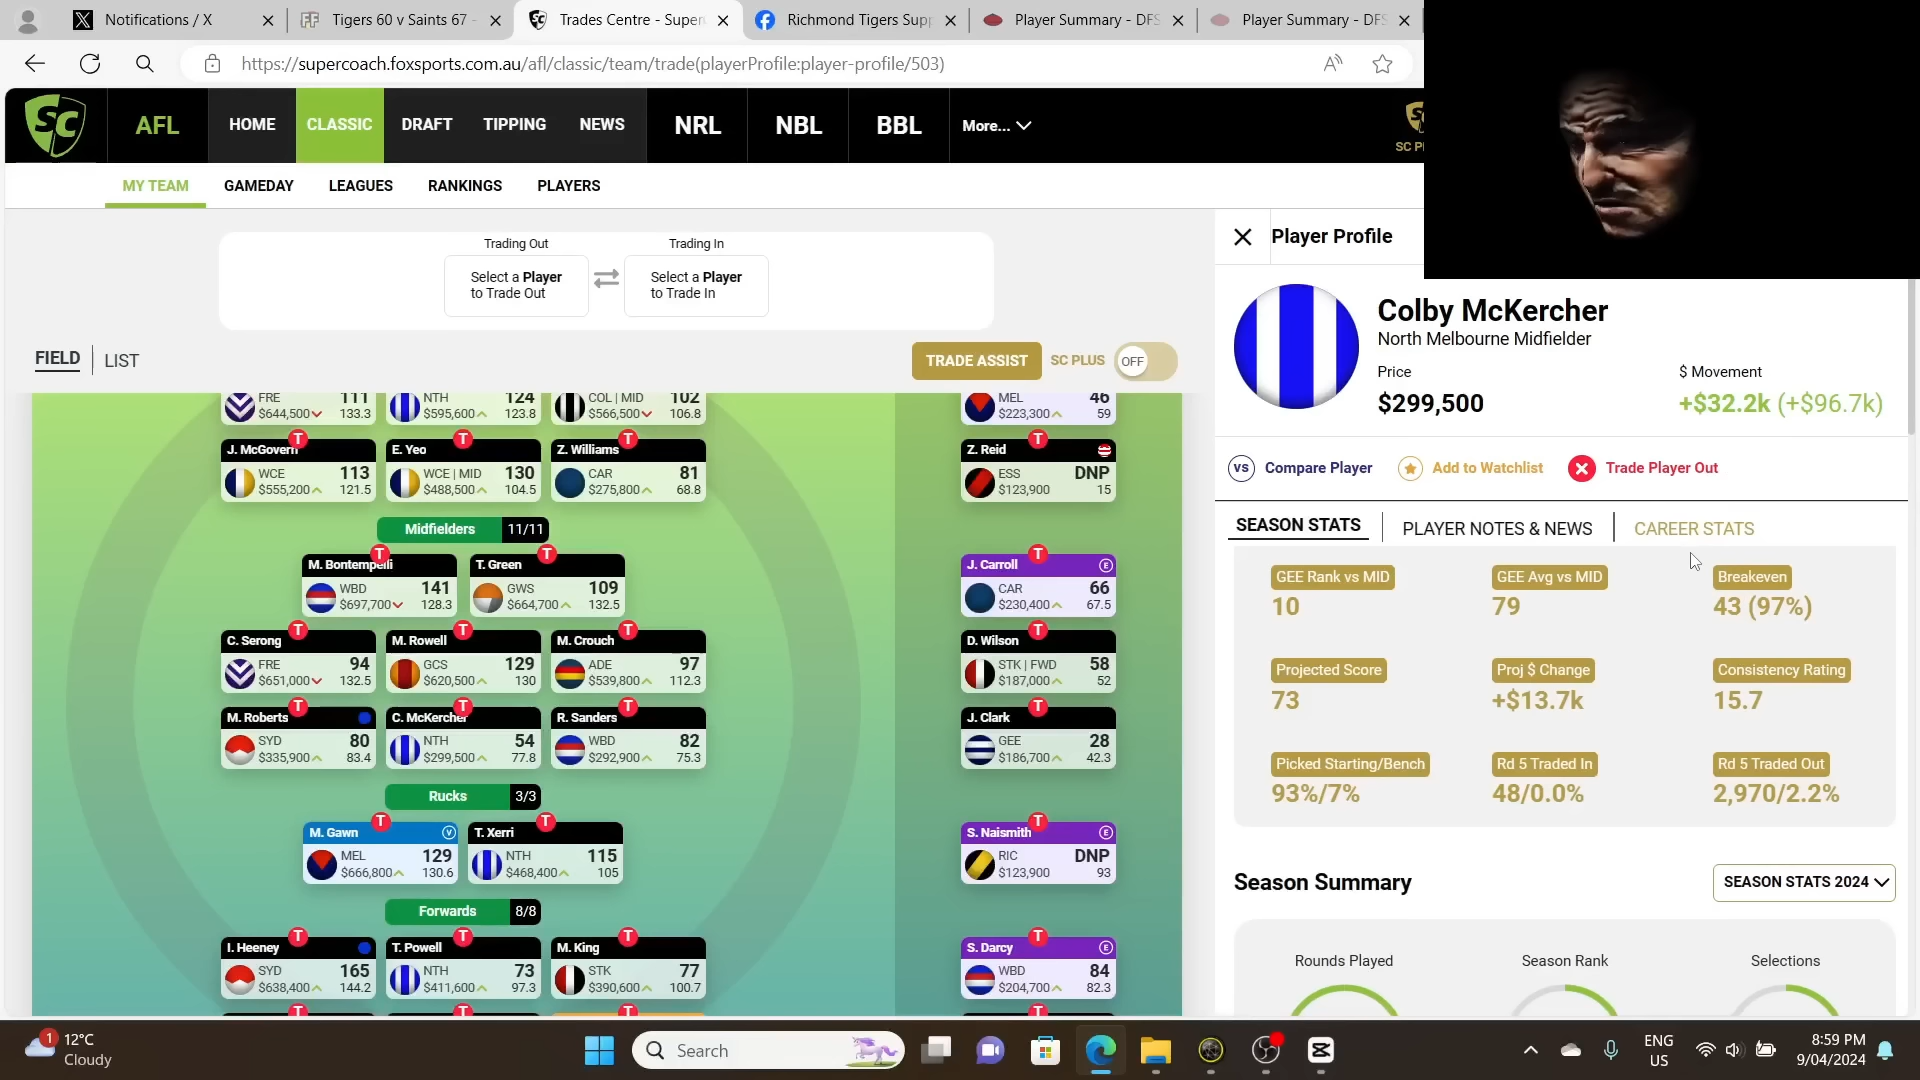 Notifications / X
Tigers 60 v Saints 67 -
Trades Centre - Super
Richmond Tigers Supp
Player Summary - DFS
Player Summary - DFS
https://supercoach.foxsports.com.au/afl/classic/team/trade(playerProfile:player-profile/503)
SC
AFL
HOME
CLASSIC
DRAFT
TIPPING
NEWS
NRL
NBL
BBL
More...
SC PL
MY TEAM
GAMEDAY
LEAGUES
RANKINGS
PLAYERS
Trading Out
Trading In
Select a Player
to Trade Out
Select a Player
to Trade In
FIELD
LIST
TRADE ASSIST
SC PLUS
OFF
FRE 111
$644,500 133.3
NTH 124
$595,600 123.8
COL | MID 102
$566,500 106.8
MEL 46
$223,300 59
T
T
T
T
J. McGovern
WCE 113
$555,200 121.5
E. Yeo
WCE | MID 130
$488,500 104.5
Z. Williams
CAR 81
$275,800 68.8
Z. Reid
ESS DNP
$123,900 15
Midfielders 11/11
T
T
T
M. Bontempelli
WBD 141
$697,700 128.3
T. Green
GWS 109
$664,700 132.5
J. Carroll E
CAR 66
$230,400 67.5
T
T
T
T
C. Serong
FRE 94
$651,000 132.5
M. Rowell
GCS 129
$620,500 130
M. Crouch
ADE 97
$539,800 112.3
D. Wilson
STK | FWD 58
$187,000 52
T
T
T
T
M. Roberts
SYD 80
$335,900 83.4
C. McKercher
NTH 54
$299,500 77.8
R. Sanders
WBD 82
$292,900 75.3
J. Clark
GEE 28
$186,700 42.3
Rucks 3/3
T
T
T
M. Gawn V
MEL 129
$666,800 130.6
T. Xerri
NTH 115
$468,400 105
S. Naismith E
RIC DNP
$123,900 93
Forwards 8/8
T
T
T
T
I. Heeney
SYD 165
$638,400 144.2
T. Powell
NTH 73
$411,600 97.3
M. King
STK 77
$390,600 100.7
S. Darcy E
WBD 84
$204,700 82.3
T
T
T
T
Player Profile
Colby McKercher
North Melbourne Midfielder
Price
$299,500
$ Movement
+$32.2k (+$96.7k)
VS Compare Player
Add to Watchlist
Trade Player Out
SEASON STATS
PLAYER NOTES & NEWS
CAREER STATS
GEE Rank vs MID
10
GEE Avg vs MID
79
Breakeven
43 (97%)
Projected Score
73
Proj $ Change
+$13.7k
Consistency Rating
15.7
Picked Starting/Bench
93%/7%
Rd 5 Traded In
48/0.0%
Rd 5 Traded Out
2,970/2.2%
Season Summary
SEASON STATS 2024
Rounds Played
Season Rank
Selections
1
12°C
Cloudy
Search
ENG
US
8:59 PM
9/04/2024